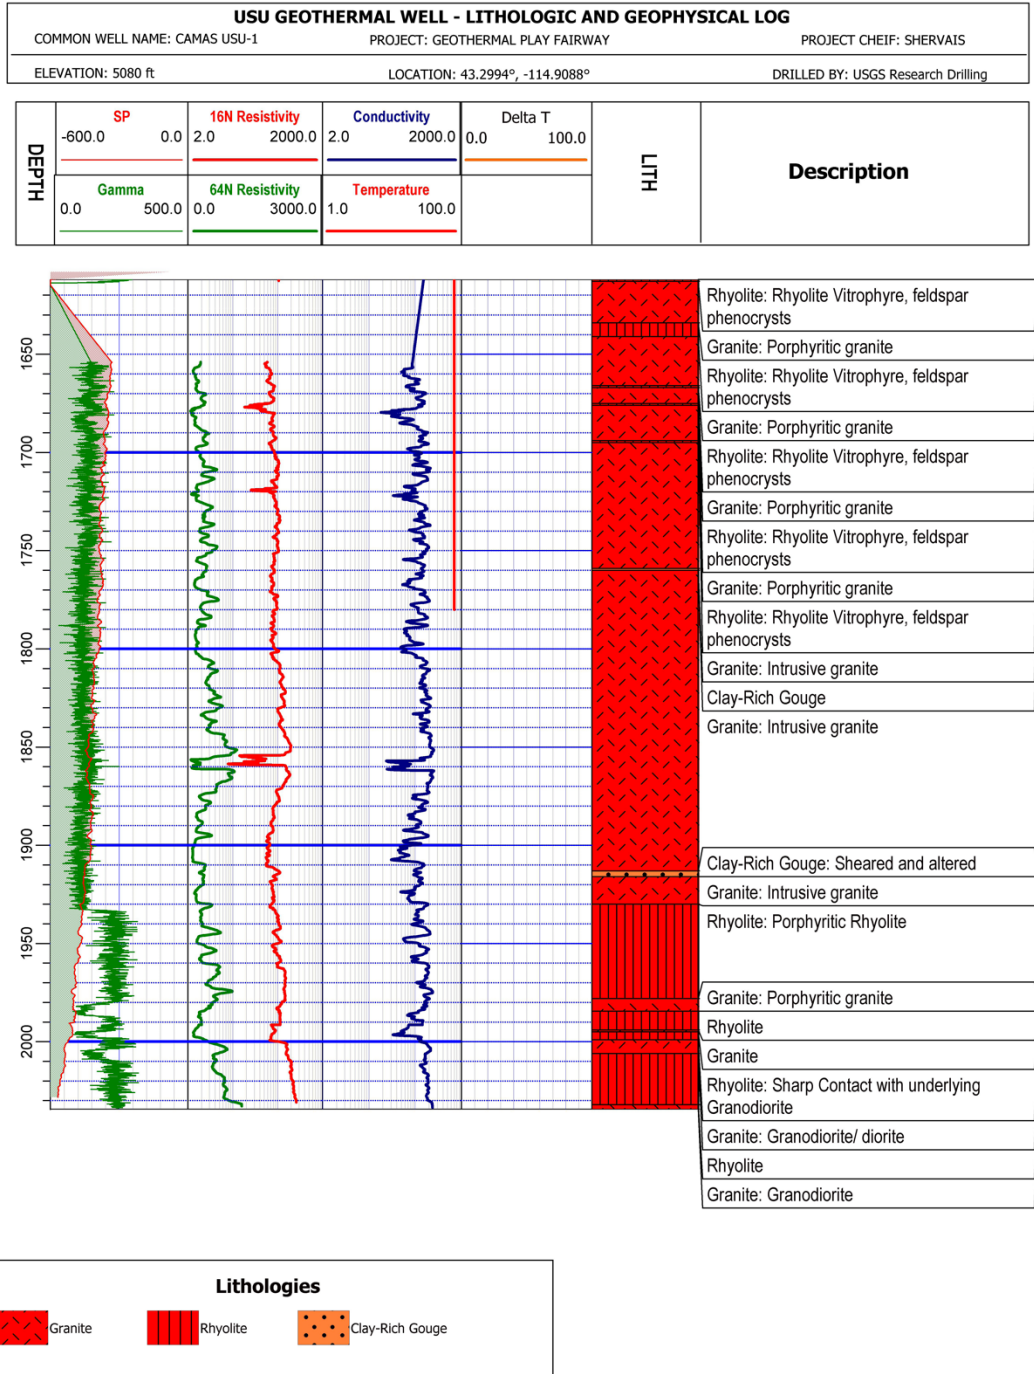 USU GEOTHERMAL WELL - LITHOLOGIC AND GEOPHYSICAL LOG
COMMON WELL NAME: CAMAS USU-1 PROJECT: GEOTHERMAL PLAY FAIRWAY PROJECT CHEIF: SHERVAIS
ELEVATION: 5080 ft LOCATION: 43.2994º, -114.9088º DRILLED BY: USGS Research Drilling
DEPTH
SP
-600.0 0.0
Gamma
0.0 500.0
16N Resistivity
2.0 2000.0
64N Resistivity
0.0 3000.0
Conductivity
2.0 2000.0
Temperature
1.0 100.0
Delta T
0.0 100.0
LITH
Description
1650
1700
1750
1800
1850
1900
1950
2000
Rhyolite: Rhyolite Vitrophyre, feldspar
phenocrysts
Granite: Porphyritic granite
Rhyolite: Rhyolite Vitrophyre, feldspar
phenocrysts
Granite: Porphyritic granite
Rhyolite: Rhyolite Vitrophyre, feldspar
phenocrysts
Granite: Porphyritic granite
Rhyolite: Rhyolite Vitrophyre, feldspar
phenocrysts
Granite: Porphyritic granite
Rhyolite: Rhyolite Vitrophyre, feldspar
phenocrysts
Granite: Intrusive granite
Clay-Rich Gouge
Granite: Intrusive granite
Clay-Rich Gouge: Sheared and altered
Granite: Intrusive granite
Rhyolite: Porphyritic Rhyolite
Granite: Porphyritic granite
Rhyolite
Granite
Rhyolite: Sharp Contact with underlying
Granodiorite
Granite: Granodiorite/ diorite
Rhyolite
Granite: Granodiorite
Lithologies
Granite Rhyolite Clay-Rich Gouge